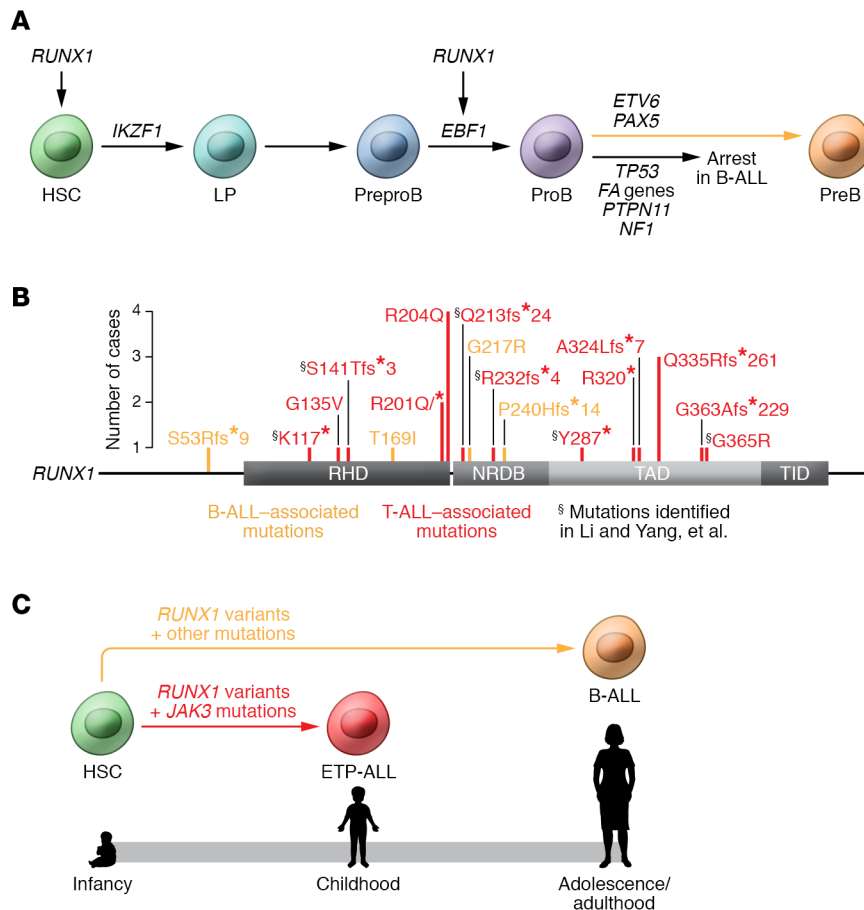 A
RUNX1
RUNX1
IKZF1
EBF1
ETV6
PAX5
HSC
LP
PreproB
ProB
TP53
FA genes
PTPN11
NF1
Arrest
in B-ALL
PreB
B
Number of cases
4
3
2
1
S53Rfs*9
§K117*
G135V
§S141Tfs*3
T169I
R201Q/*
R204Q
§Q213fs*24
G217R
§R232fs*4
P240Hfs*14
§Y287*
R320*
A324Lfs*7
Q335Rfs*261
G363Afs*229
§G365R
RUNX1
RHD
NRDB
TAD
TID
B-ALL–associated
mutations
T-ALL–associated
mutations
§ Mutations identified
in Li and Yang, et al.
C
RUNX1 variants
+ other mutations
B-ALL
RUNX1 variants
+ JAK3 mutations
HSC
ETP-ALL
Infancy
Childhood
Adolescence/
adulthood